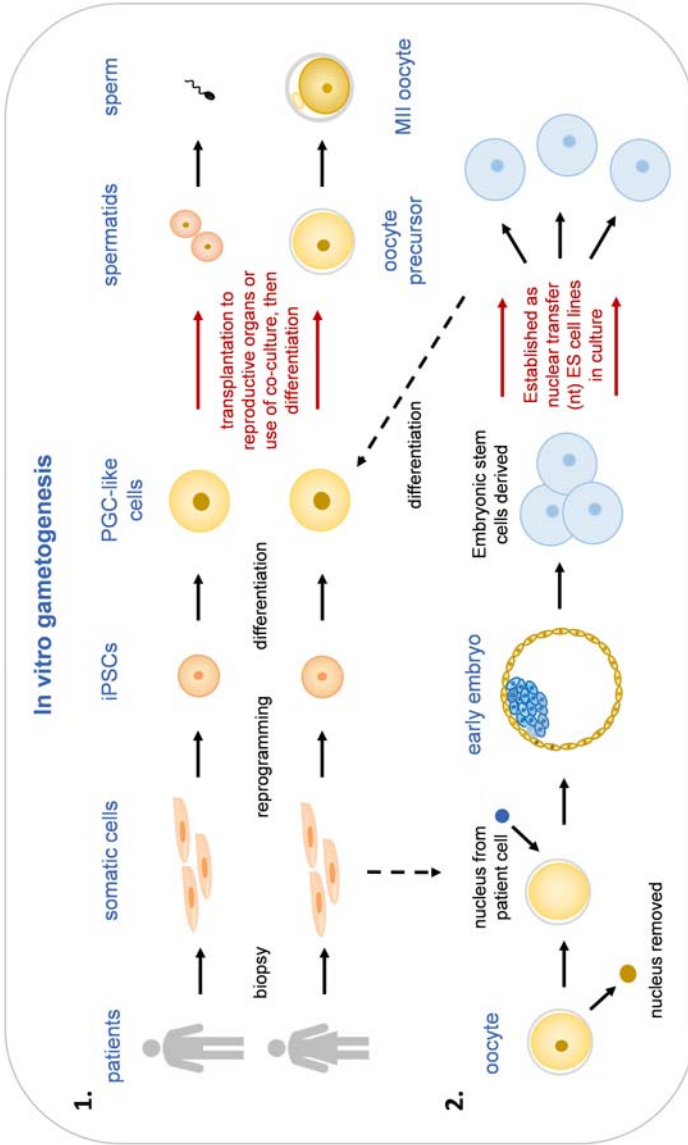 In vitro gametogenesis
1.
patients
somatic cells
iPSCs
PGC-like
cells
spermatids
sperm
biopsy
reprogramming
differentiation
transplantation to
reproductive organs or
use of co-culture, then
differentiation
oocyte
precursor
MII oocyte
differentiation
2.
oocyte
nucleus removed
nucleus from
patient cell
early embryo
Embryonic stem
cells derived
Established as
nuclear transfer
(nt) ES cell lines
in culture